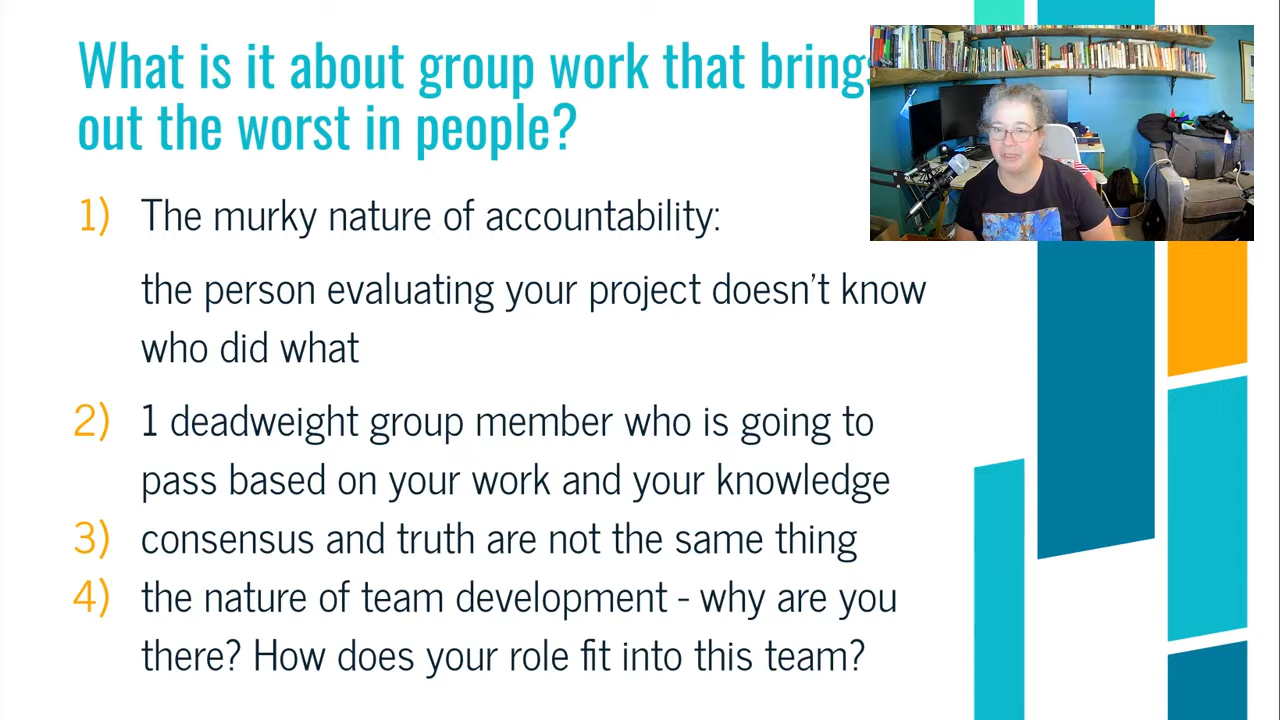 What is it about group work that bring
out the worst in people?
1) The murky nature of accountability:
the person evaluating your project doesn't know
who did what
2) 1 deadweight group member who is going to
pass based on your work and your knowledge
3) consensus and truth are not the same thing
4) the nature of team development - why are you
there? How does your role fit into this team?